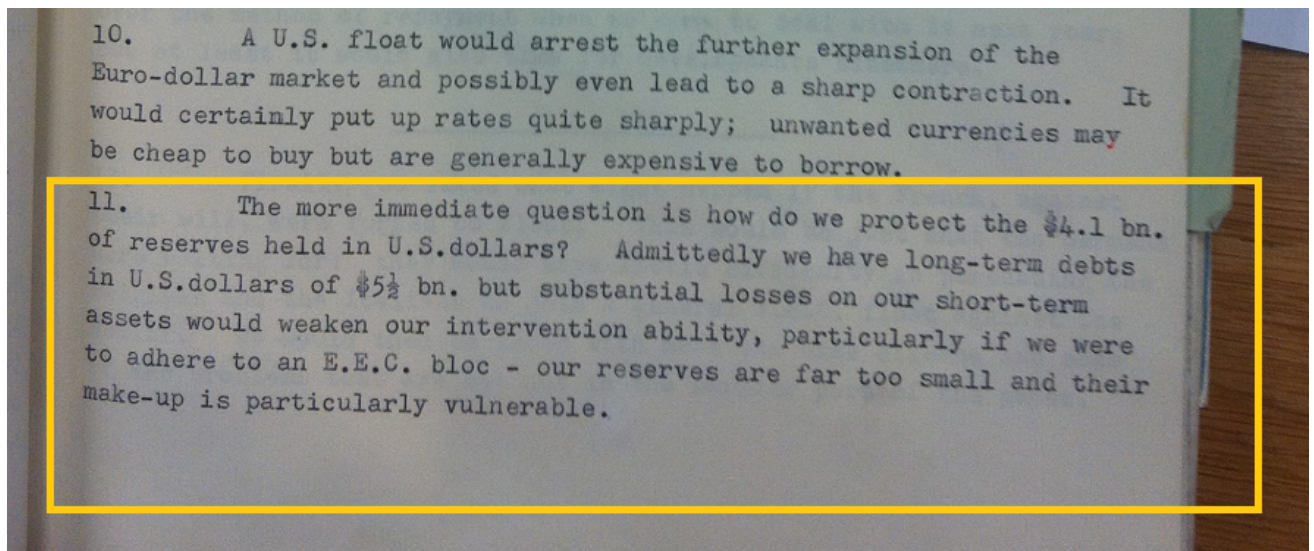 10. A U.S. float would arrest the further expansion of the
Euro-dollar market and possibly even lead to a sharp contraction. It
would certainly put up rates quite sharply; unwanted currencies may
be cheap to buy but are generally expensive to borrow.
11. The more immediate question is how do we protect the $4.1 bn.
of reserves held in U.S.dollars? Admittedly we have long-term debts
in U.S.dollars of $5½ bn. but substantial losses on our short-term
assets would weaken our intervention ability, particularly if we were
to adhere to an E.E.C. bloc - our reserves are far too small and their
make-up is particularly vulnerable.